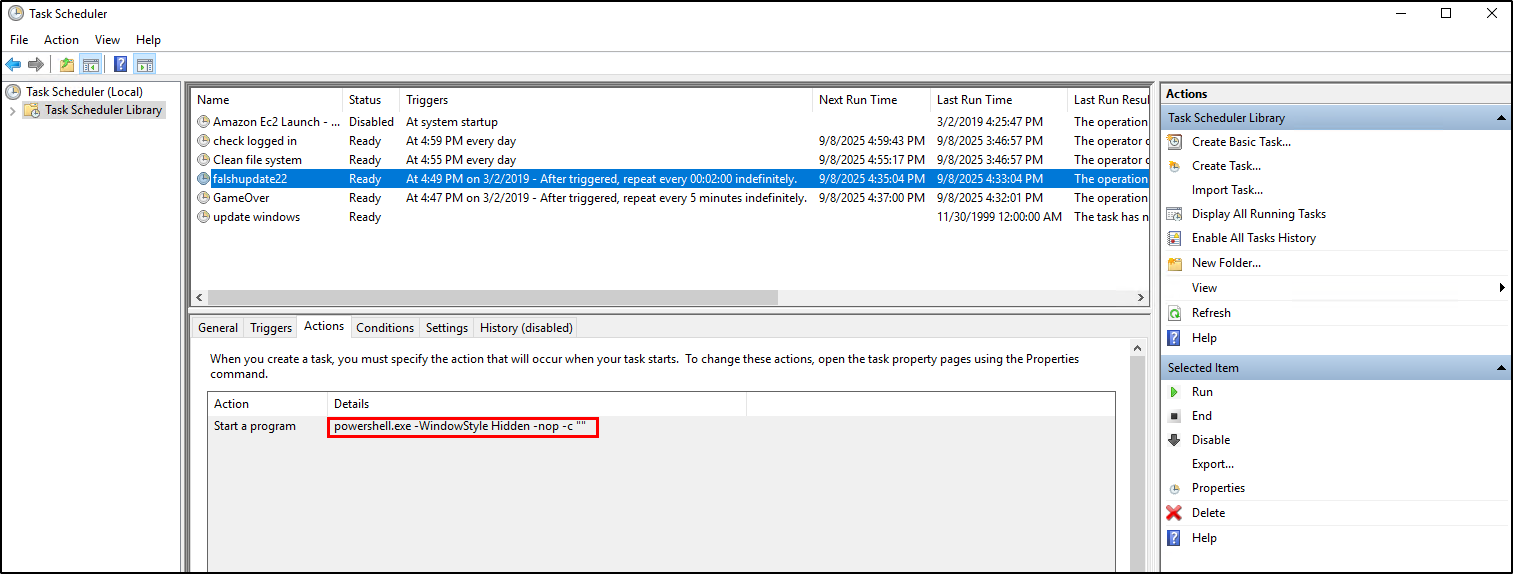 Task Scheduler
File Action View Help
Task Scheduler (Local)
Task Scheduler Library
Name Status Triggers Next Run Time Last Run Time Last Run Resul
Amazon Ec2 Launch - ... Disabled At system startup 3/2/2019 4:25:47 PM The operation
check logged in Ready At 4:59 PM every day 9/8/2025 4:59:43 PM 9/8/2025 3:46:57 PM The operator c
Clean file system Ready At 4:55 PM every day 9/8/2025 4:55:17 PM 9/8/2025 3:46:57 PM The operator c
falshupdate22 Ready At 4:49 PM on 3/2/2019 - After triggered, repeat every 00:02:00 indefinitely. 9/8/2025 4:35:04 PM 9/8/2025 4:33:04 PM The operation
GameOver Ready At 4:47 PM on 3/2/2019 - After triggered, repeat every 5 minutes indefinitely. 9/8/2025 4:37:00 PM 9/8/2025 4:32:01 PM The operation
update windows Ready 11/30/1999 12:00:00 AM The task has n
General Triggers Actions Conditions Settings History (disabled)
When you create a task, you must specify the action that will occur when your task starts. To change these actions, open the task property pages using the Properties
command.
Action Details
Start a program powershell.exe -WindowStyle Hidden -nop -c ""
Actions
Task Scheduler Library
Create Basic Task...
Create Task...
Import Task...
Display All Running Tasks
Enable All Tasks History
New Folder...
View
Refresh
Help
Selected Item
Run
End
Disable
Export...
Properties
Delete
Help